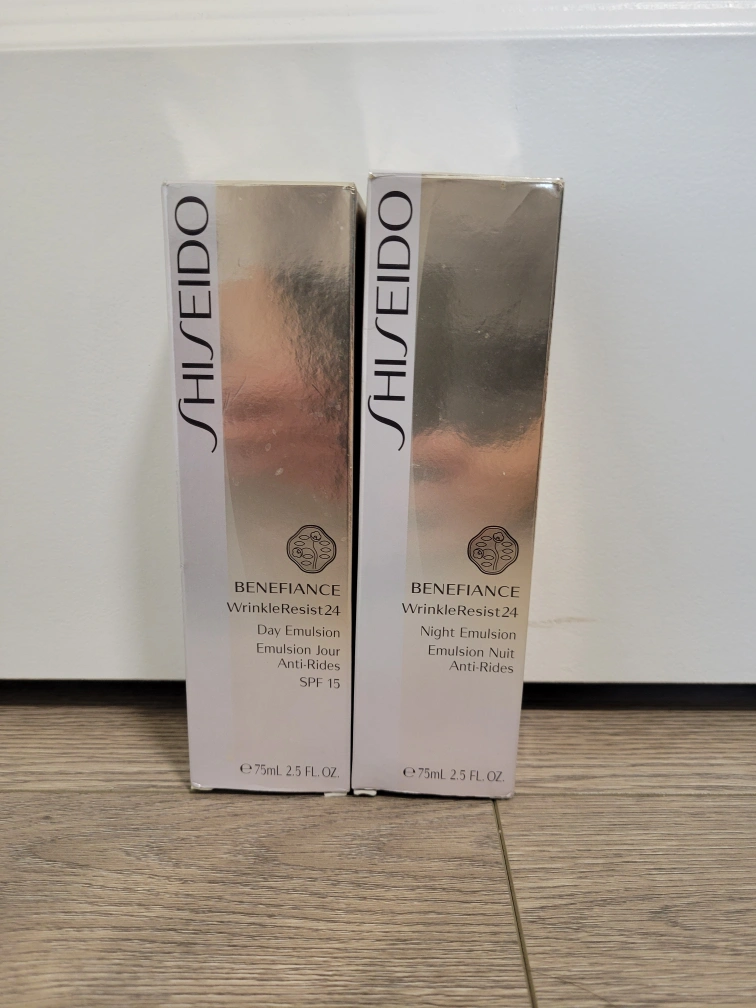 SHISEIDO
BENEFIANCE
WrinkleResist24
Day Emulsion
Emulsion Jour
Anti-Rides
SPF 15
℮ 75mL 2.5 FL. OZ.
SHISEIDO
BENEFIANCE
WrinkleResist24
Night Emulsion
Emulsion Nuit
Anti-Rides
℮ 75mL 2.5 FL. OZ.